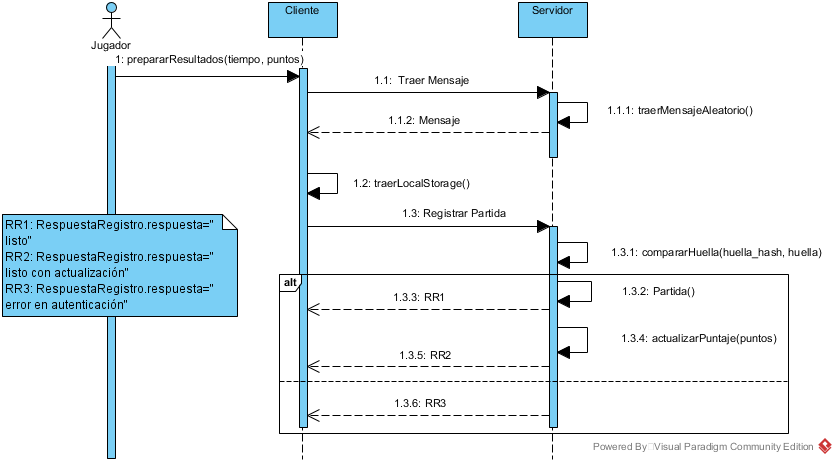 Cliente
Servidor
Jugador
1: prepararResultados(tiempo, puntos)
1.1: Traer Mensaje
1.1.1: traerMensajeAleatorio()
1.1.2: Mensaje
1.2: traerLocalStorage()
1.3: Registrar Partida
RR1: RespuestaRegistro.respuesta="
listo"
RR2: RespuestaRegistro.respuesta="
listo con actualización"
RR3: RespuestaRegistro.respuesta="
error en autenticación"
1.3.1: compararHuella(huella_hash, huella)
alt
1.3.2: Partida()
1.3.3: RR1
1.3.4: actualizarPuntaje(puntos)
1.3.5: RR2
1.3.6: RR3
Powered By Visual Paradigm Community Edition